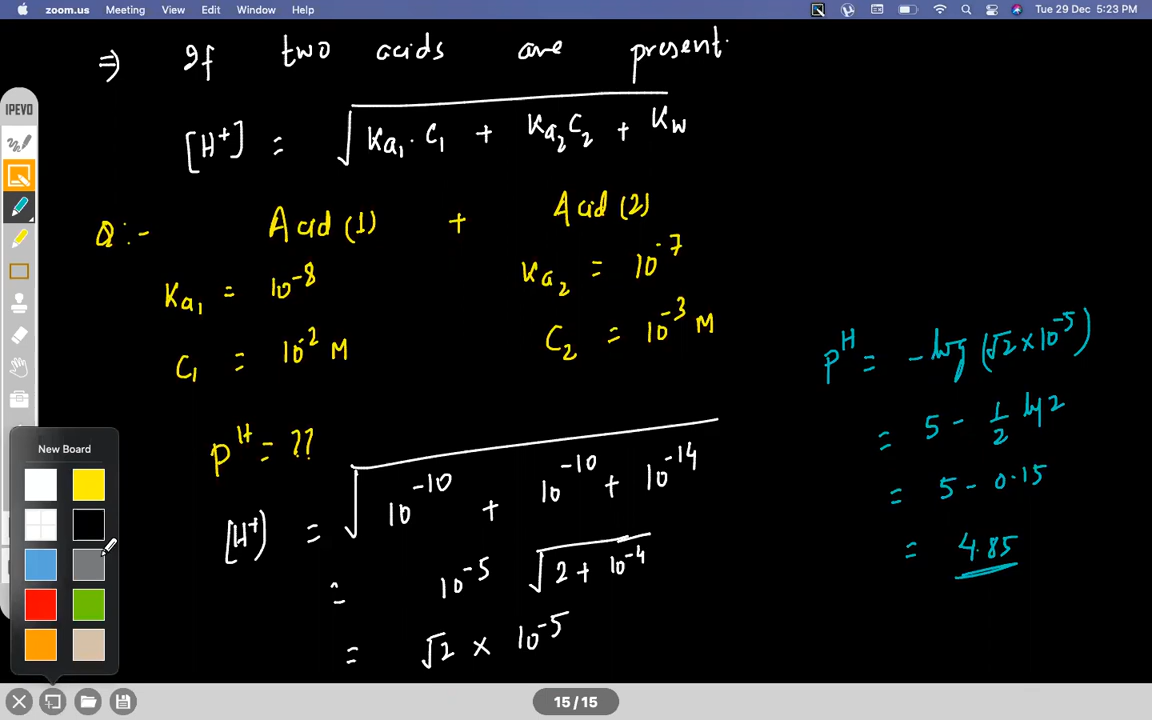 zoom.us Meeting View Edit Window Help Tue 29 Dec 5:23 PM
⇒ If two acids are present.
[H⁺] = √(Ka₁ · C₁ + Ka₂C₂ + Kw)
IPEVO
Q:- Acid (1) + Acid (2)
Ka₁ = 10⁻⁸ Ka₂ = 10⁻⁷
C₁ = 10⁻² M C₂ = 10⁻³ M
pᴴ = ??
[H⁺] = √(10⁻¹⁰ + 10⁻¹⁰ + 10⁻¹⁴)
= 10⁻⁵ √(2 + 10⁻⁴)
= √2 × 10⁻⁵
pᴴ = -log (√2 × 10⁻⁵)
= 5 - 1/2 log 2
= 5 - 0.15
= 4.85
New Board
15/15